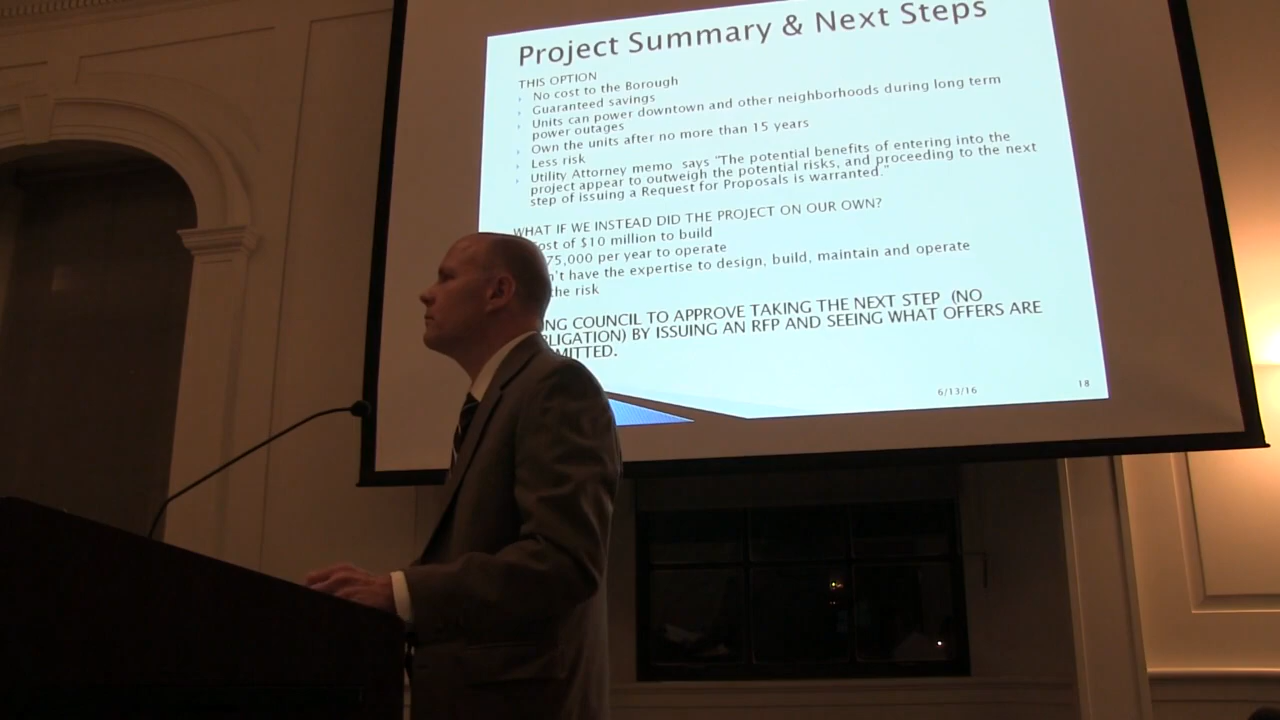 Project Summary & Next Steps
THIS OPTION
No cost to the Borough
Guaranteed savings
Units can power downtown and other neighborhoods during long term
power outages
Own the units after no more than 15 years
Less risk
Utility Attorney memo says "The potential benefits of entering into the
project appear to outweigh the potential risks, and proceeding to the next
step of issuing a Request for Proposals is warranted."
WHAT IF WE INSTEAD DID THE PROJECT ON OUR OWN?
ost of $10 million to build
75,000 per year to operate
n't have the expertise to design, build, maintain and operate
the risk
NG COUNCIL TO APPROVE TAKING THE NEXT STEP (NO
LIGATION) BY ISSUING AN RFP AND SEEING WHAT OFFERS ARE
MITTED.
6/13/16
18